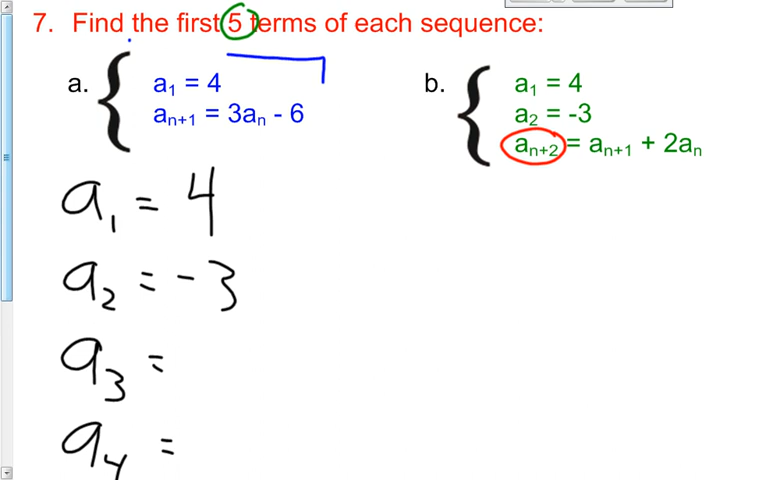 7. Find the first 5 terms of each sequence:
a. { a₁ = 4
aₙ₊₁ = 3aₙ - 6
b. { a₁ = 4
a₂ = -3
aₙ₊₂ = aₙ₊₁ + 2aₙ
a₁ = 4
a₂ = -3
a₃ =
a₄ =